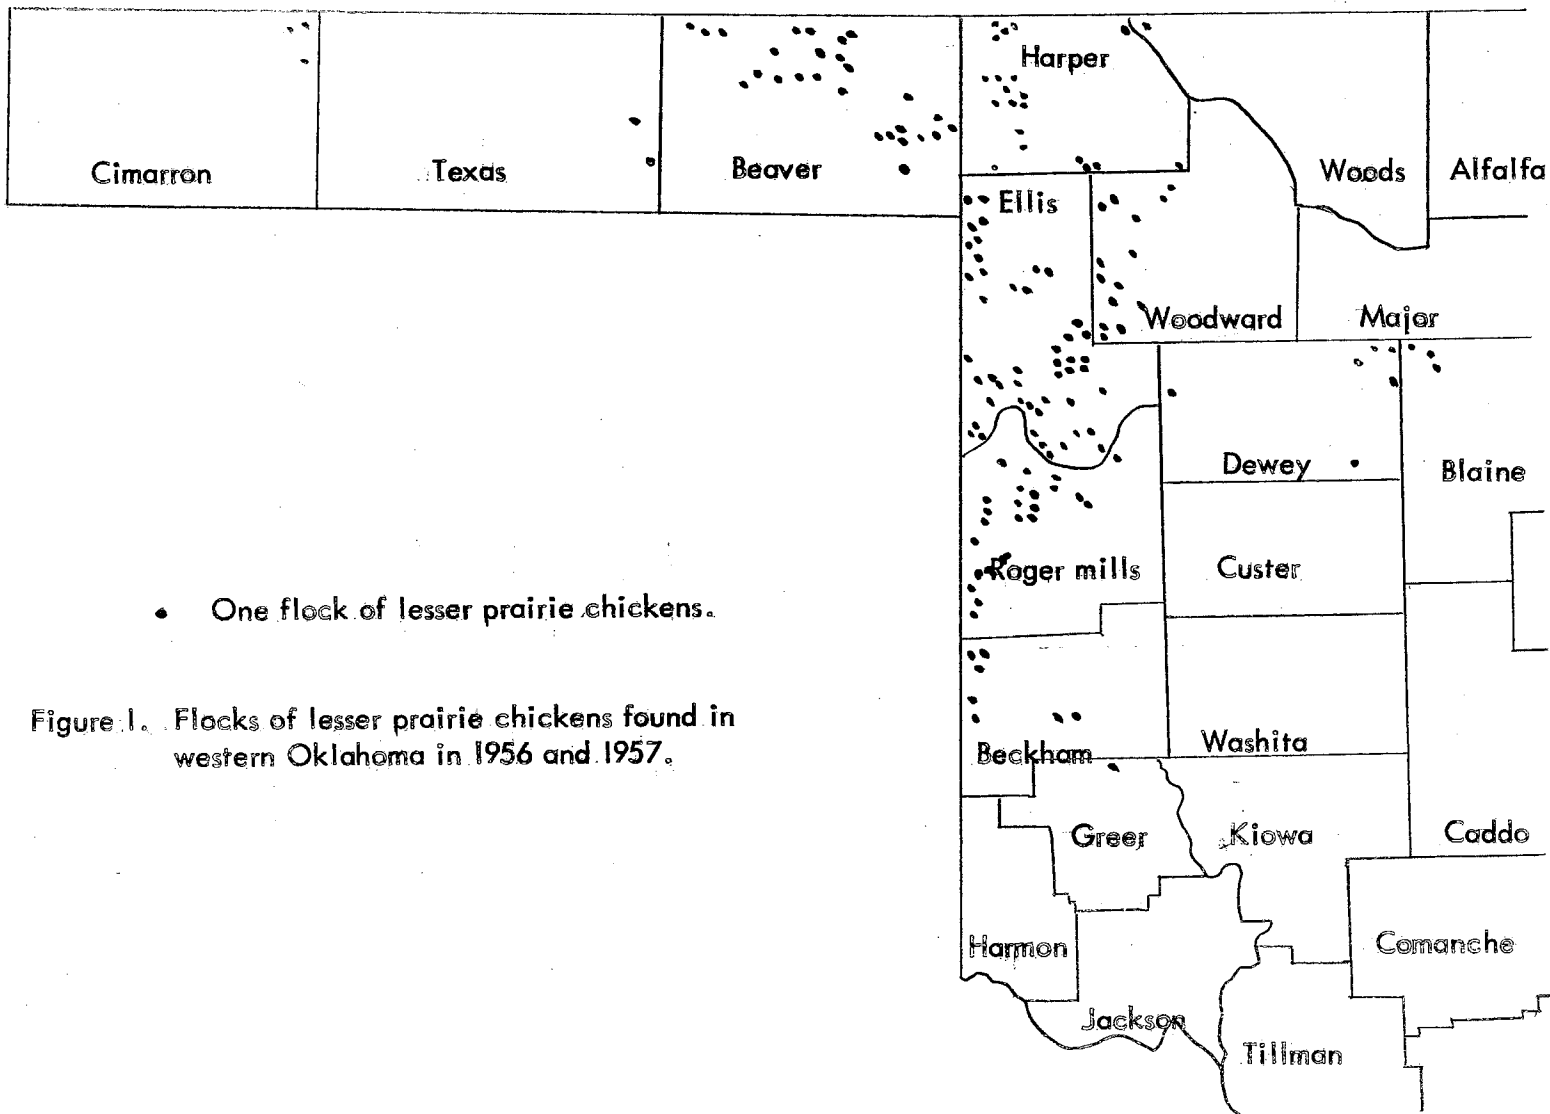 Harper
Cimarron
Texas
Beaver
Woods
Alfalfa
Ellis
Woodward
Major
Dewey
Blaine
Roger mills
Custer
• One flock of lesser prairie chickens.
Figure 1. Flocks of lesser prairie chickens found in
western Oklahoma in 1956 and 1957.
Beckham
Washita
Greer
Kiowa
Caddo
Harmon
Comanche
Jackson
Tillman